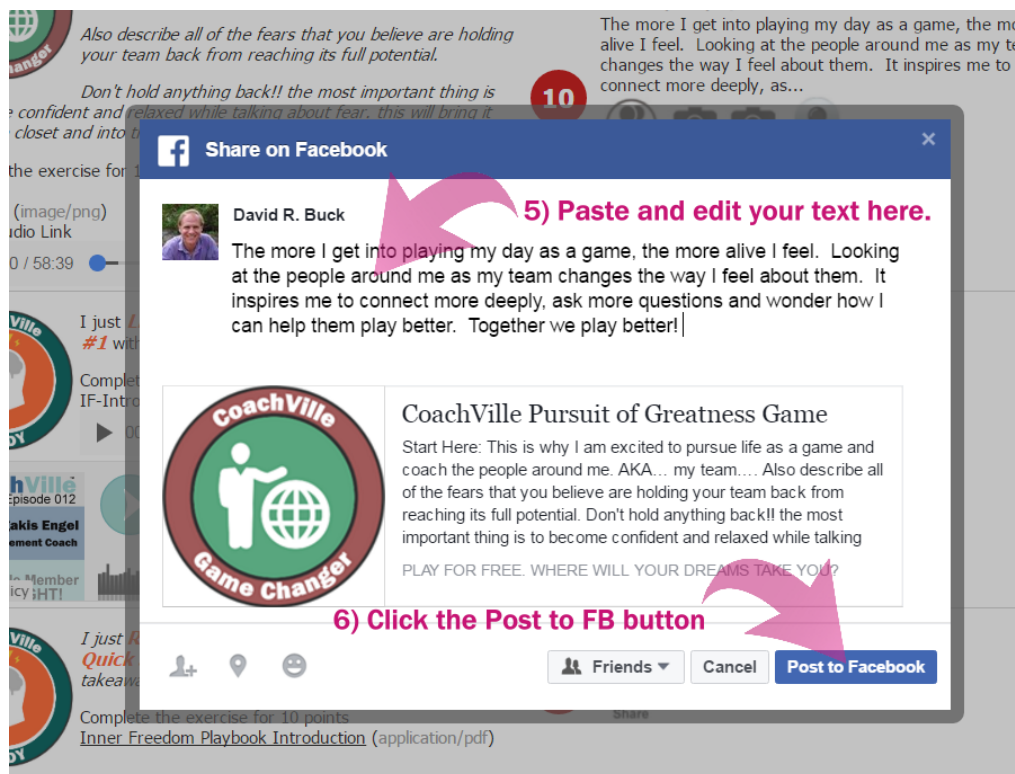 Also describe all of the fears that you believe are holding
your team back from reaching its full potential.
Don't hold anything back!! the most important thing is
confident and relaxed while talking about fear. this will bring it
closet and into
the exercise for
(image/png)
Link
/ 58:39
I just
#1 with
IF-Intro
Episode 012
Engel
Coach
Member
I just
Quick
Complete the exercise for 10 points
Inner Freedom Playbook Introduction (application/pdf)
The more I get into playing my day as a game, the
alive I feel. Looking at the people around me as my
changes the way I feel about them. It inspires me to
connect more deeply, as...
10
Share
Share on Facebook
×
5) Paste and edit your text here.
David R. Buck
The more I get into playing my day as a game, the more alive I feel. Looking
at the people around me as my team changes the way I feel about them. It
inspires me to connect more deeply, ask more questions and wonder how I
can help them play better. Together we play better!
CoachVille
Game Changer
CoachVille Pursuit of Greatness Game
Start Here: This is why I am excited to pursue life as a game and
coach the people around me. AKA... my team.... Also describe all
of the fears that you believe are holding your team back from
reaching its full potential. Don't hold anything back!! the most
important thing is to become confident and relaxed while talking
PLAY FOR FREE. WHERE WILL YOUR DREAMS TAKE YOU?
6) Click the Post to FB button
Friends
Cancel
Post to Facebook